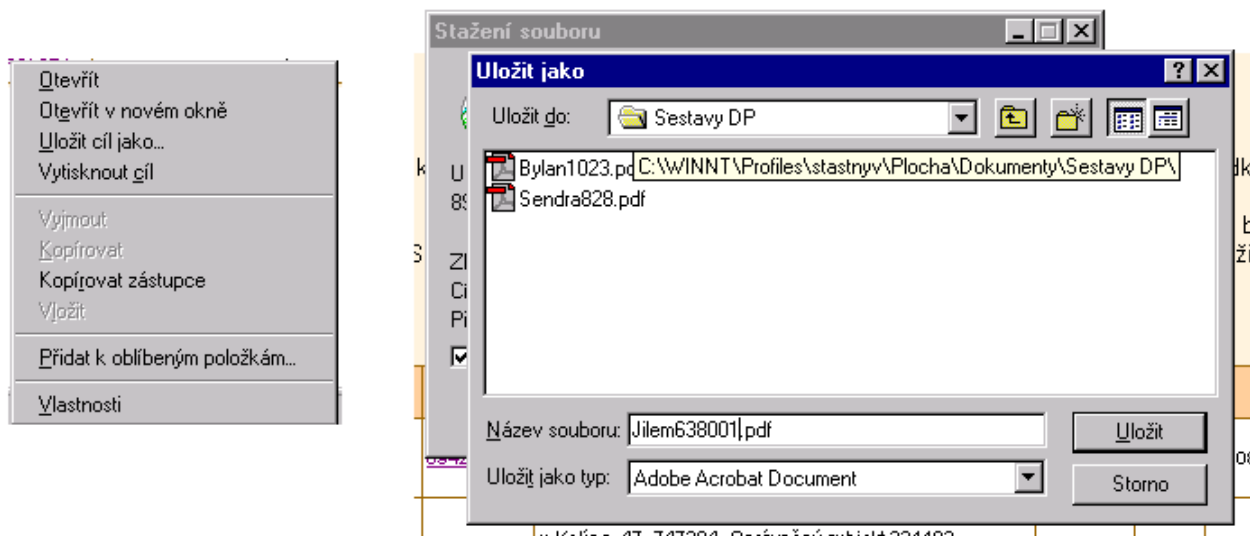 Otevřít
Otevřít v novém okně
Uložit cíl jako...
Vytisknout cíl
Vyjmout
Kopírovat
Kopírovat zástupce
Vložit
Přidat k oblíbeným položkám...
Vlastnosti
Stažení souboru
Uložit jako
Uložit do: Sestavy DP
Bylan1023.pd C:\WINNT\Profiles\stastnyv\Plocha\Dokumenty\Sestavy DP\
Sendra828.pdf
Název souboru: Jilem638001.pdf
Uložit
Uložit jako typ: Adobe Acrobat Document
Storno